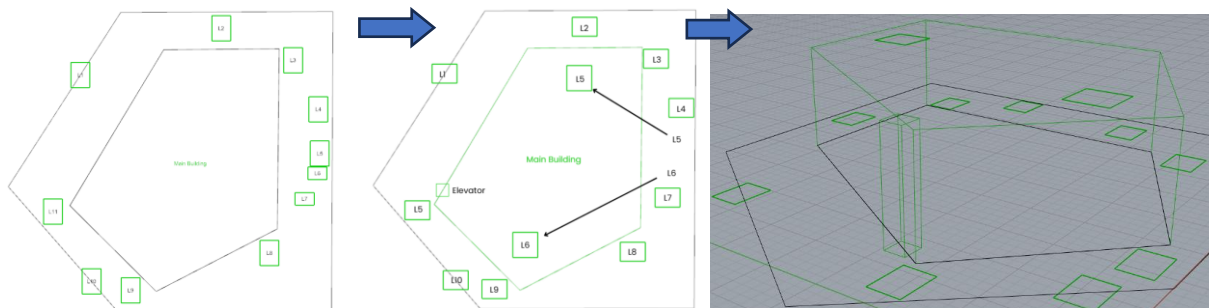 L2
L3
L1
L4
L5
Main Building
L6
L7
L11
L8
L10
L9
L2
L3
L1
L5
L4
L5
Main Building
L6
Elevator
L7
L5
L6
L8
L10
L9